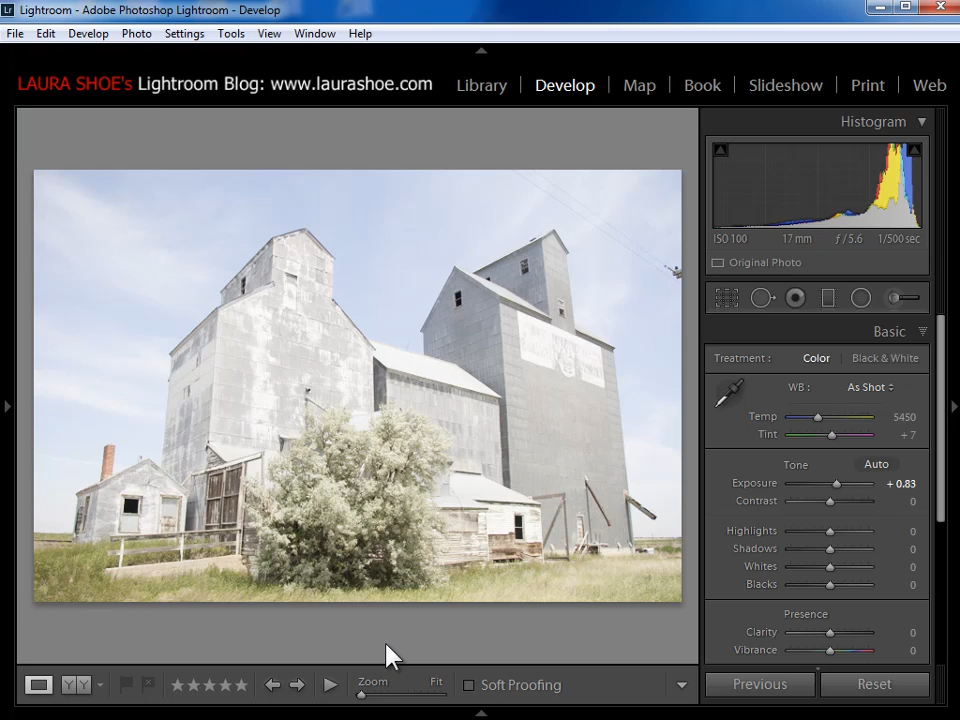 Lightroom - Adobe Photoshop Lightroom - Develop
File Edit Develop Photo Settings Tools View Window Help
LAURA SHOE's Lightroom Blog: www.laurashoe.com Library Develop Map Book Slideshow Print Web
Histogram
ISO 100 17 mm ƒ / 5.6 1/500 sec
Original Photo
Basic
Treatment : Color Black & White
WB : As Shot
Temp 5450
Tint + 7
Tone Auto
Exposure + 0.83
Contrast 0
Highlights 0
Shadows 0
Whites 0
Blacks 0
Presence
Clarity 0
Vibrance 0
Y Y Zoom Fit Soft Proofing Previous Reset